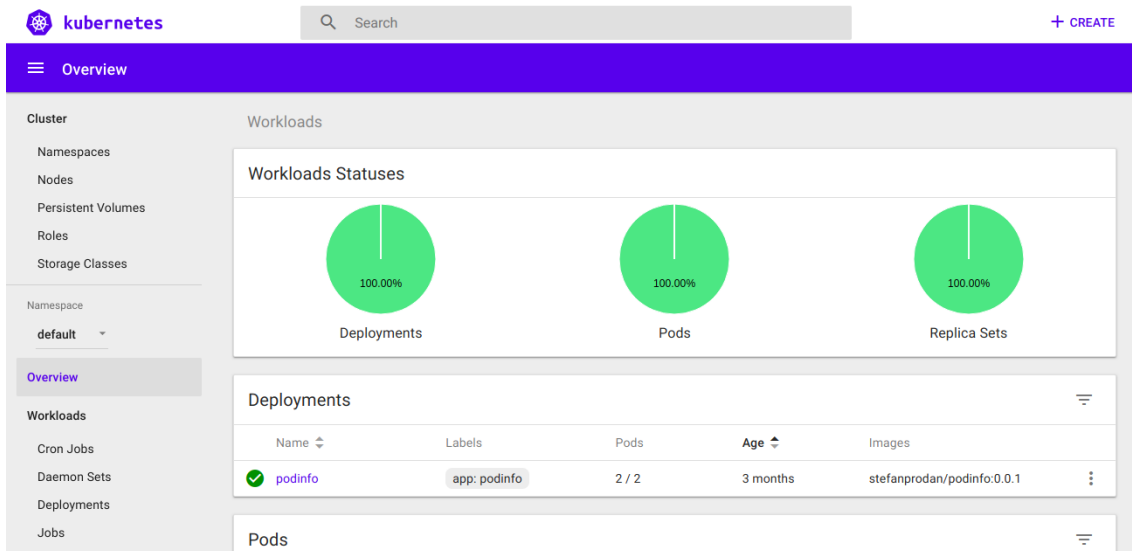 kubernetes
Search
+ CREATE
Overview
Cluster
Namespaces
Nodes
Persistent Volumes
Roles
Storage Classes
Namespace
default
Overview
Workloads
Cron Jobs
Daemon Sets
Deployments
Jobs
Workloads
Workloads Statuses
100.00% 100.00% 100.00%
Deployments Pods Replica Sets
Deployments
Name Labels Pods Age Images
podinfo app: podinfo 2 / 2 3 months stefanprodan/podinfo:0.0.1
Pods